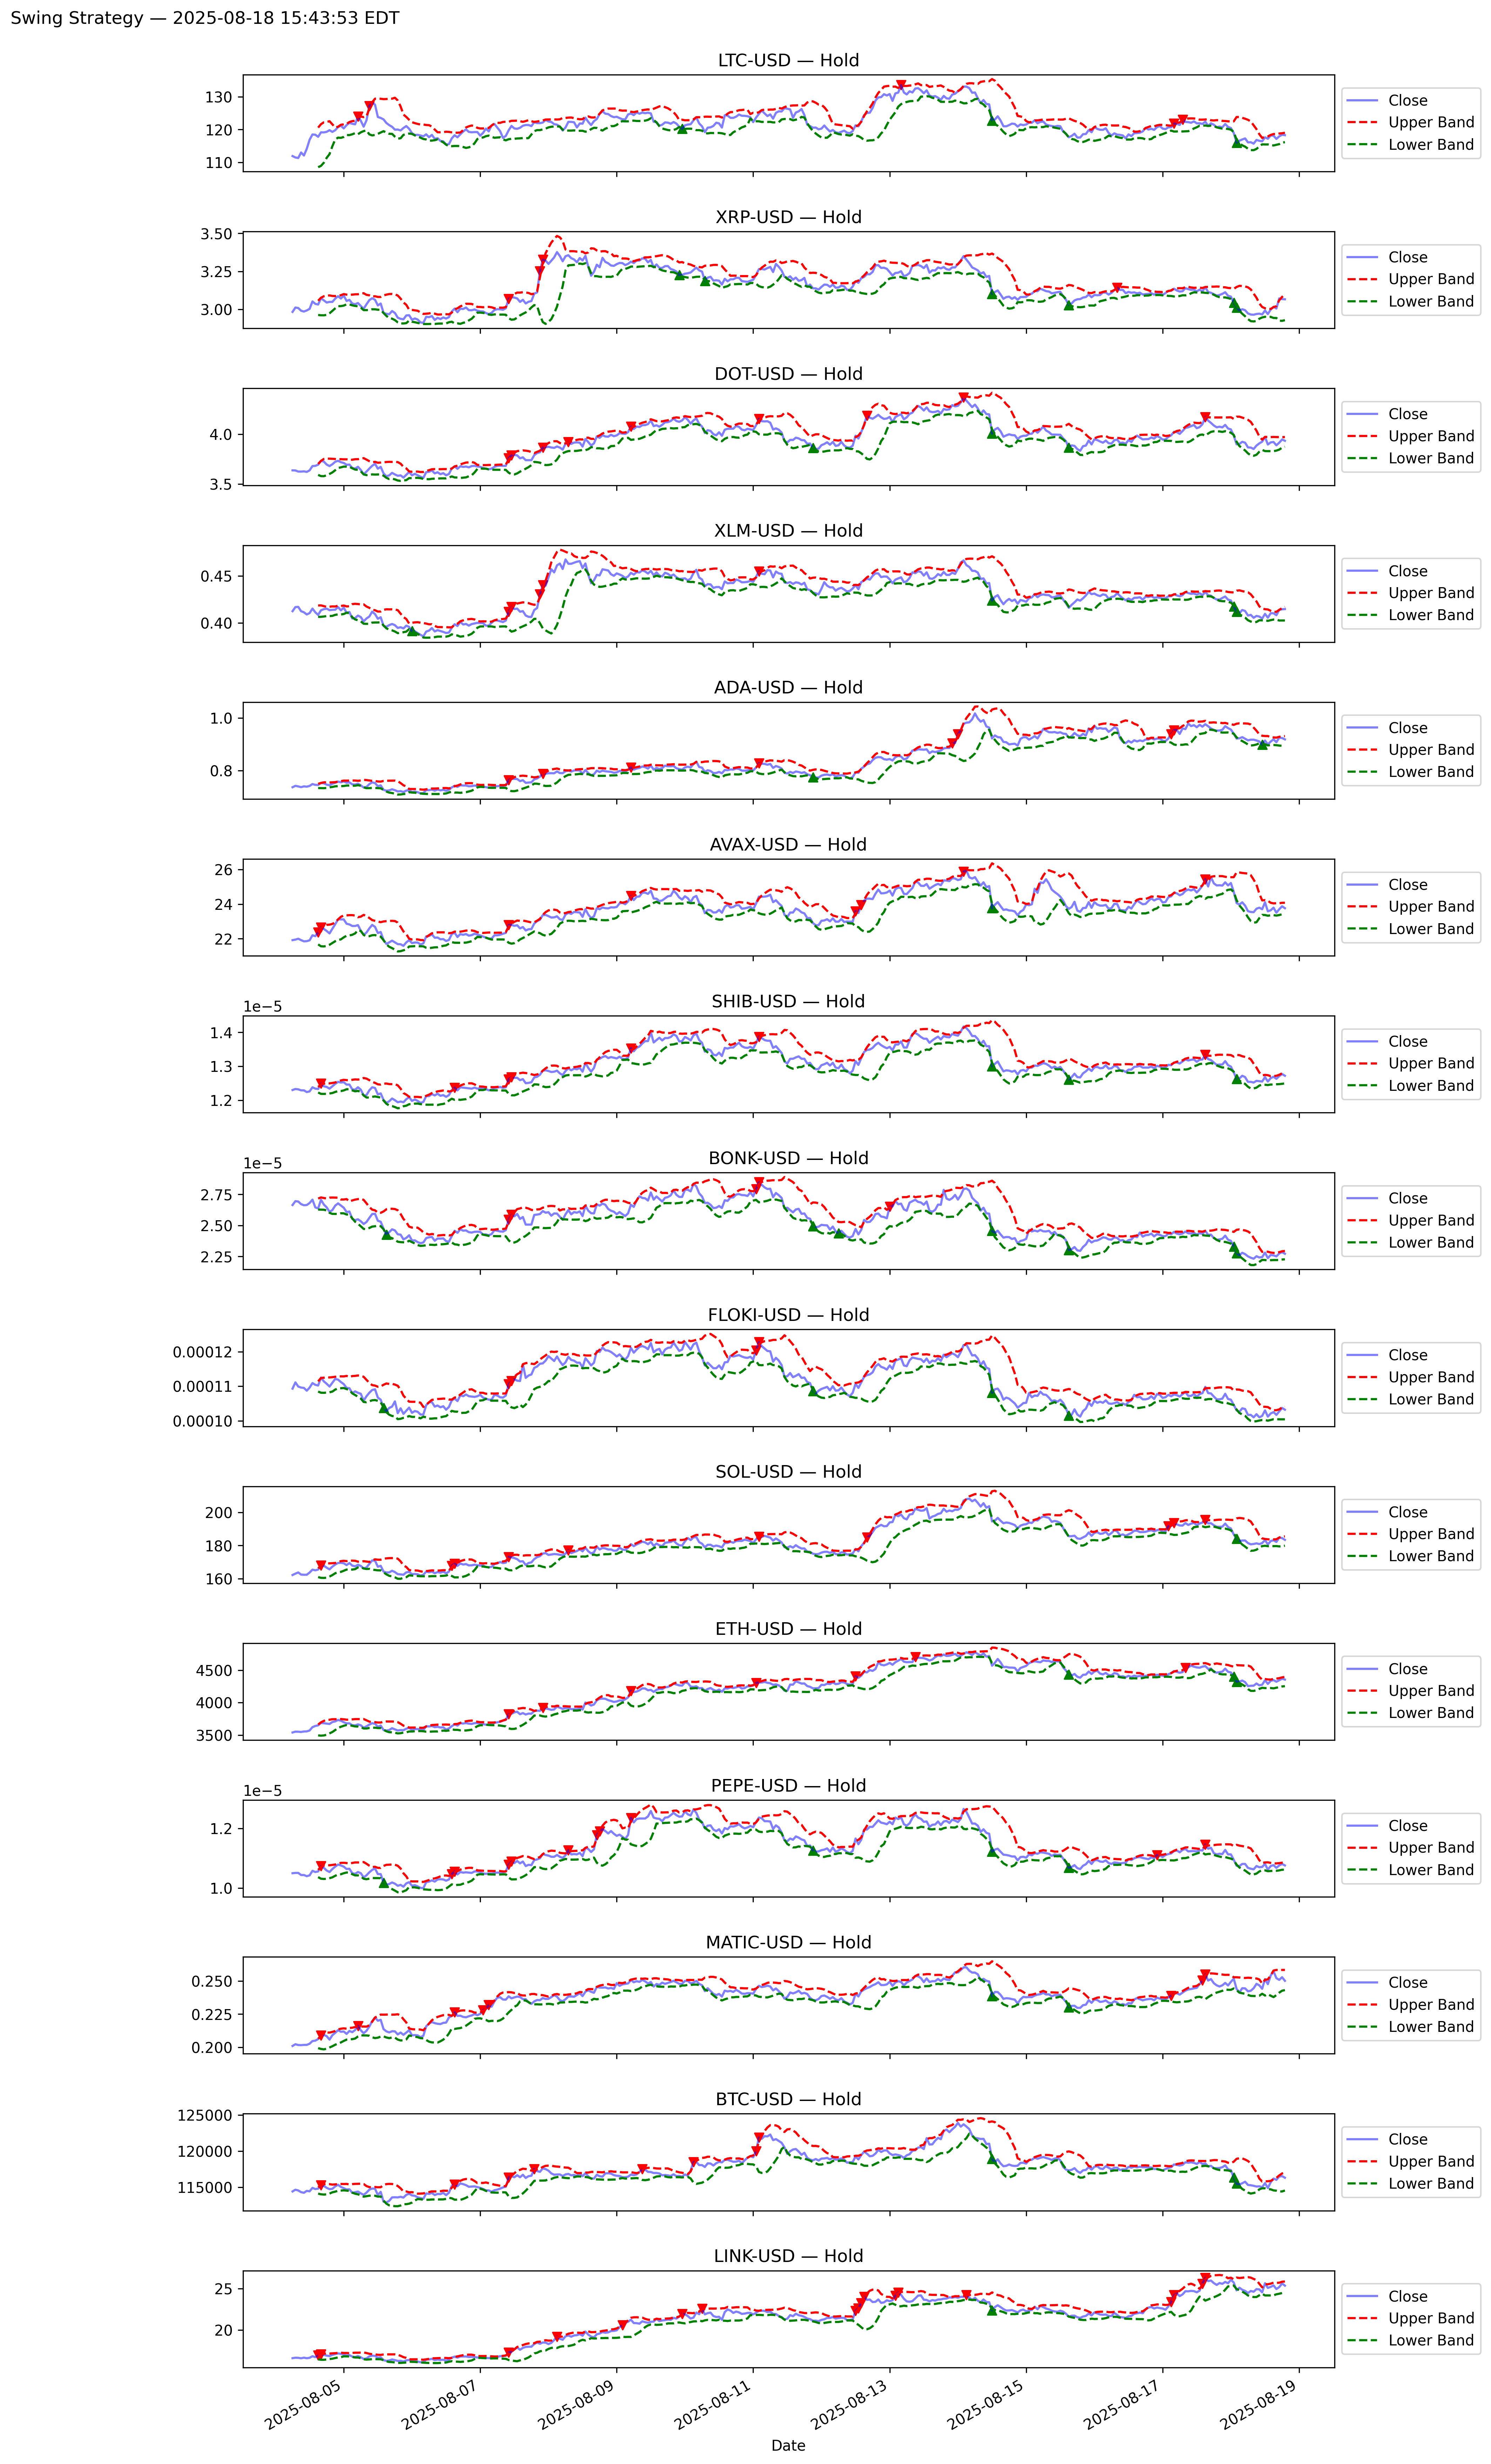 Swing Strategy — 2025-08-18 15:43:53 EDT
LTC-USD — Hold
130
120
110
Close
Upper Band
Lower Band
XRP-USD — Hold
3.50
3.25
3.00
Close
Upper Band
Lower Band
DOT-USD — Hold
4.0
3.5
Close
Upper Band
Lower Band
XLM-USD — Hold
0.45
0.40
Close
Upper Band
Lower Band
ADA-USD — Hold
1.0
0.8
Close
Upper Band
Lower Band
AVAX-USD — Hold
26
24
22
Close
Upper Band
Lower Band
SHIB-USD — Hold
1e−5
1.4
1.3
1.2
Close
Upper Band
Lower Band
BONK-USD — Hold
1e−5
2.75
2.50
2.25
Close
Upper Band
Lower Band
FLOKI-USD — Hold
0.00012
0.00011
0.00010
Close
Upper Band
Lower Band
SOL-USD — Hold
200
180
160
Close
Upper Band
Lower Band
ETH-USD — Hold
4500
4000
3500
Close
Upper Band
Lower Band
PEPE-USD — Hold
1e−5
1.2
1.0
Close
Upper Band
Lower Band
MATIC-USD — Hold
0.250
0.225
0.200
Close
Upper Band
Lower Band
BTC-USD — Hold
125000
120000
115000
Close
Upper Band
Lower Band
LINK-USD — Hold
25
20
Close
Upper Band
Lower Band
2025-08-05
2025-08-07
2025-08-09
2025-08-11
2025-08-13
2025-08-15
2025-08-17
2025-08-19
Date